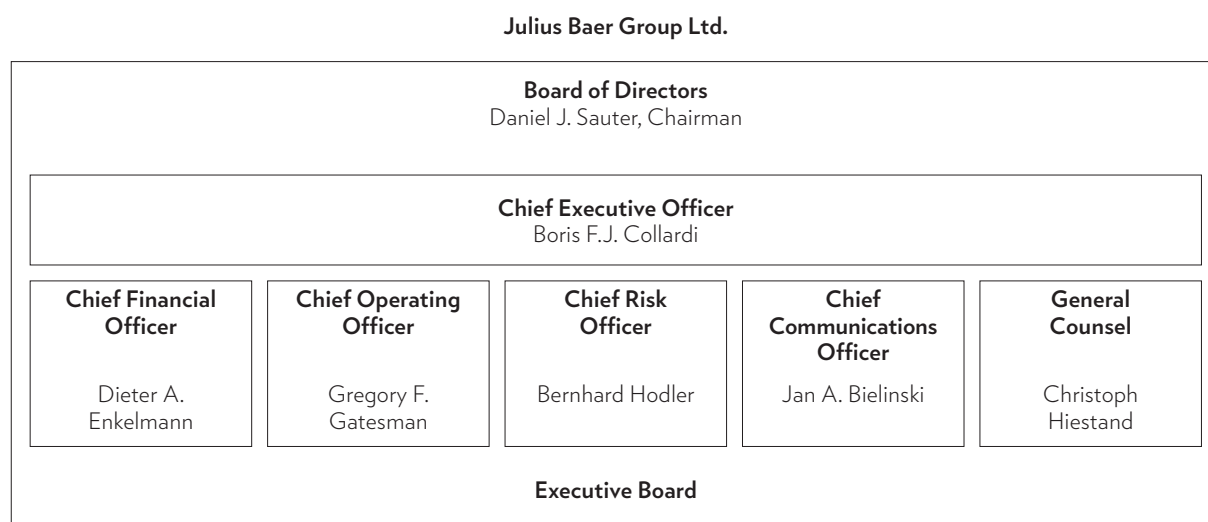 Julius Baer Group Ltd.
Board of Directors
Daniel J. Sauter, Chairman
Chief Executive Officer
Boris F.J. Collardi
Chief Financial
Officer
Dieter A.
Enkelmann
Chief Operating
Officer
Gregory F.
Gatesman
Chief Risk
Officer
Bernhard Hodler
Chief
Communications
Officer
Jan A. Bielinski
General
Counsel
Christoph
Hiestand
Executive Board